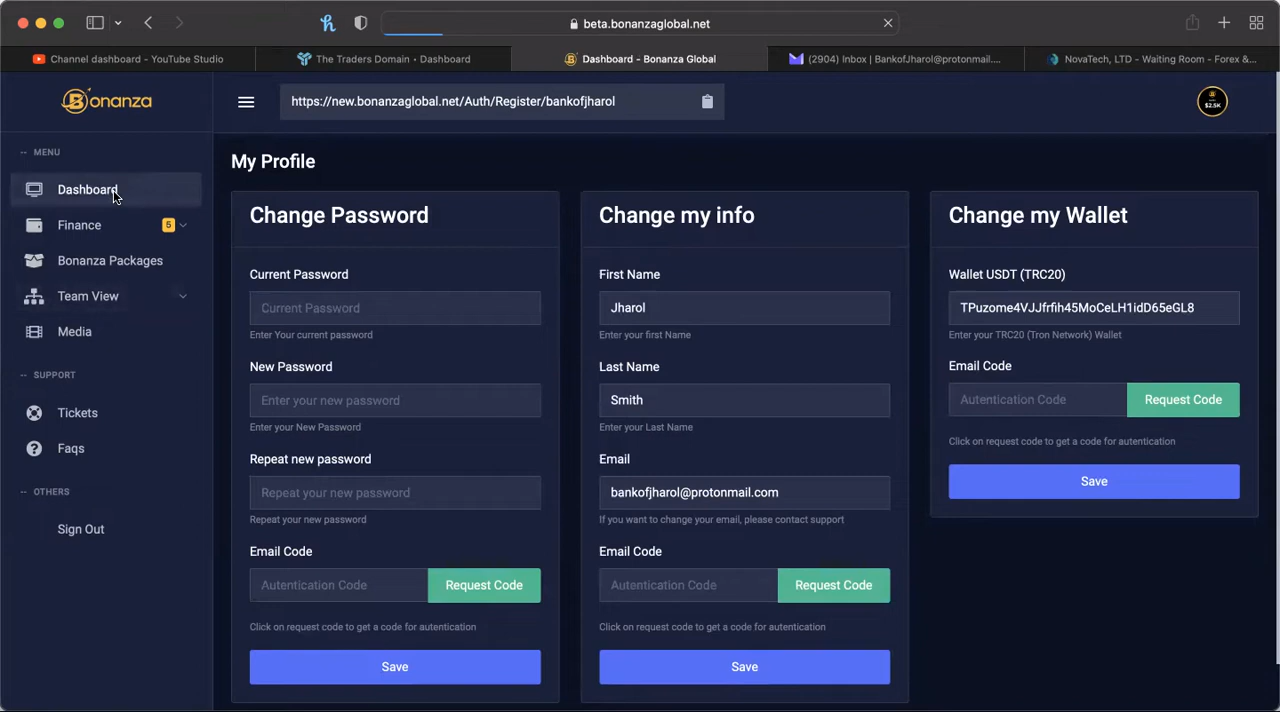 beta.bonanzaglobal.net
Channel dashboard - YouTube Studio
The Traders Domain • Dashboard
Dashboard - Bonanza Global
(2904) Inbox | BankofJharol@protonmail.com...
NovaTech, LTD - Waiting Room - Forex &...
Bonanza
https://new.bonanzaglobal.net/Auth/Register/bankofjharol
$2.5K
-- MENU
Dashboard
Finance
5
Bonanza Packages
Team View
Media
-- SUPPORT
Tickets
Faqs
-- OTHERS
Sign Out
My Profile
Change Password
Current Password
Current Password
Enter Your current password
New Password
Enter your new password
Enter your New Password
Repeat new password
Repeat your new password
Repeat your new password
Email Code
Autentication Code
Request Code
Click on request code to get a code for autentication
Save
Change my info
First Name
Jharol
Enter your first Name
Last Name
Smith
Enter your Last Name
Email
bankofjharol@protonmail.com
If you want to change your email, please contact support
Email Code
Autentication Code
Request Code
Click on request code to get a code for autentication
Save
Change my Wallet
Wallet USDT (TRC20)
TPuzome4VJJfrfih45MoCeLH1idD65eGL8
Enter your TRC20 (Tron Network) Wallet
Email Code
Autentication Code
Request Code
Click on request code to get a code for autentication
Save